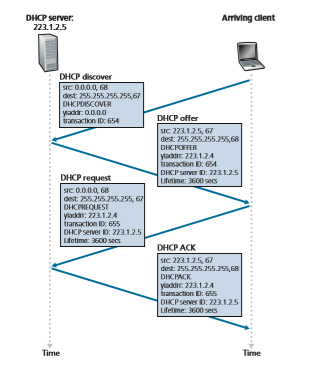 DHCP server:
223.1.2.5
Arriving client
DHCP discover
src: 0.0.0.0, 68
dest: 255.255.255.255,67
DHCPDISCOVER
yiaddr: 0.0.0.0
transaction ID: 654
DHCP offer
src: 223.1.2.5, 67
dest: 255.255.255.255,68
DHCPOFFER
yiaddrr: 223.1.2.4
transaction ID: 654
DHCP server ID: 223.1.2.5
Lifetime: 3600 secs
DHCP request
src: 0.0.0.0, 68
dest: 255.255.255.255, 67
DHCPREQUEST
yiaddrr: 223.1.2.4
transaction ID: 655
DHCP server ID: 223.1.2.5
Lifetime: 3600 secs
DHCP ACK
src: 223.1.2.5, 67
dest: 255.255.255.255,68
DHCPACK
yiaddrr: 223.1.2.4
transaction ID: 655
DHCP server ID: 223.1.2.5
Lifetime: 3600 secs
Time
Time